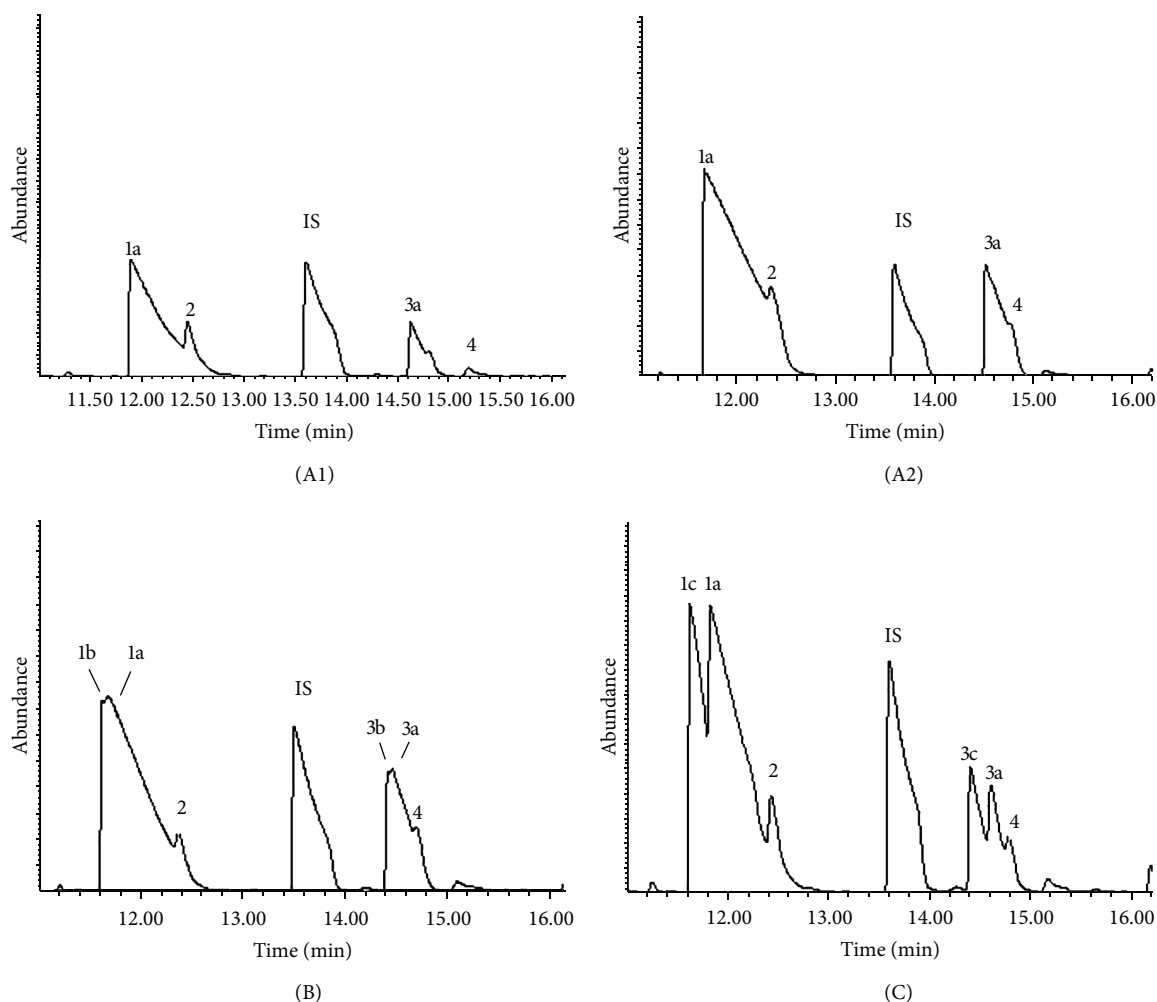 Abundance
1a
2
IS
3a
4
11.50 12.00 12.50 13.00 13.50 14.00 14.50 15.00 15.50 16.00
Time (min)
(A1)
Abundance
1a
2
IS
3a
4
12.00 13.00 14.00 15.00 16.00
Time (min)
(A2)
Abundance
1b 1a
2
IS
3b 3a
4
12.00 13.00 14.00 15.00 16.00
Time (min)
(B)
Abundance
1c 1a
2
IS
3c 3a
4
12.00 13.00 14.00 15.00 16.00
Time (min)
(C)